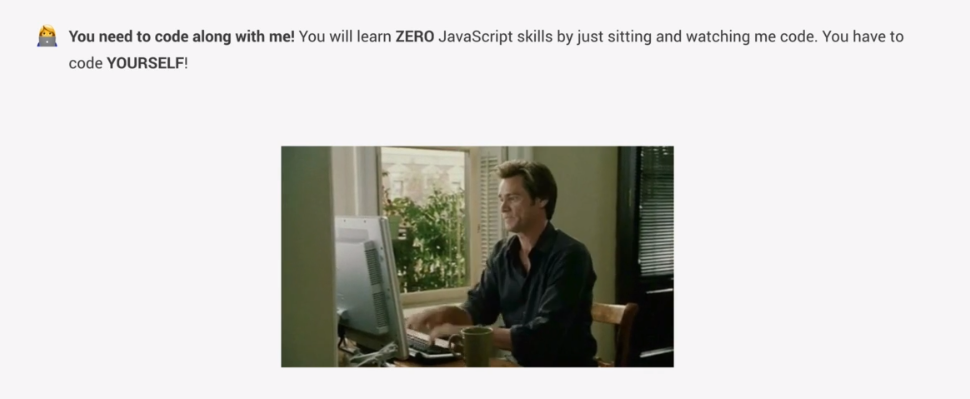 You need to code along with me! You will learn ZERO JavaScript skills by just sitting and watching me code. You have to
code YOURSELF!